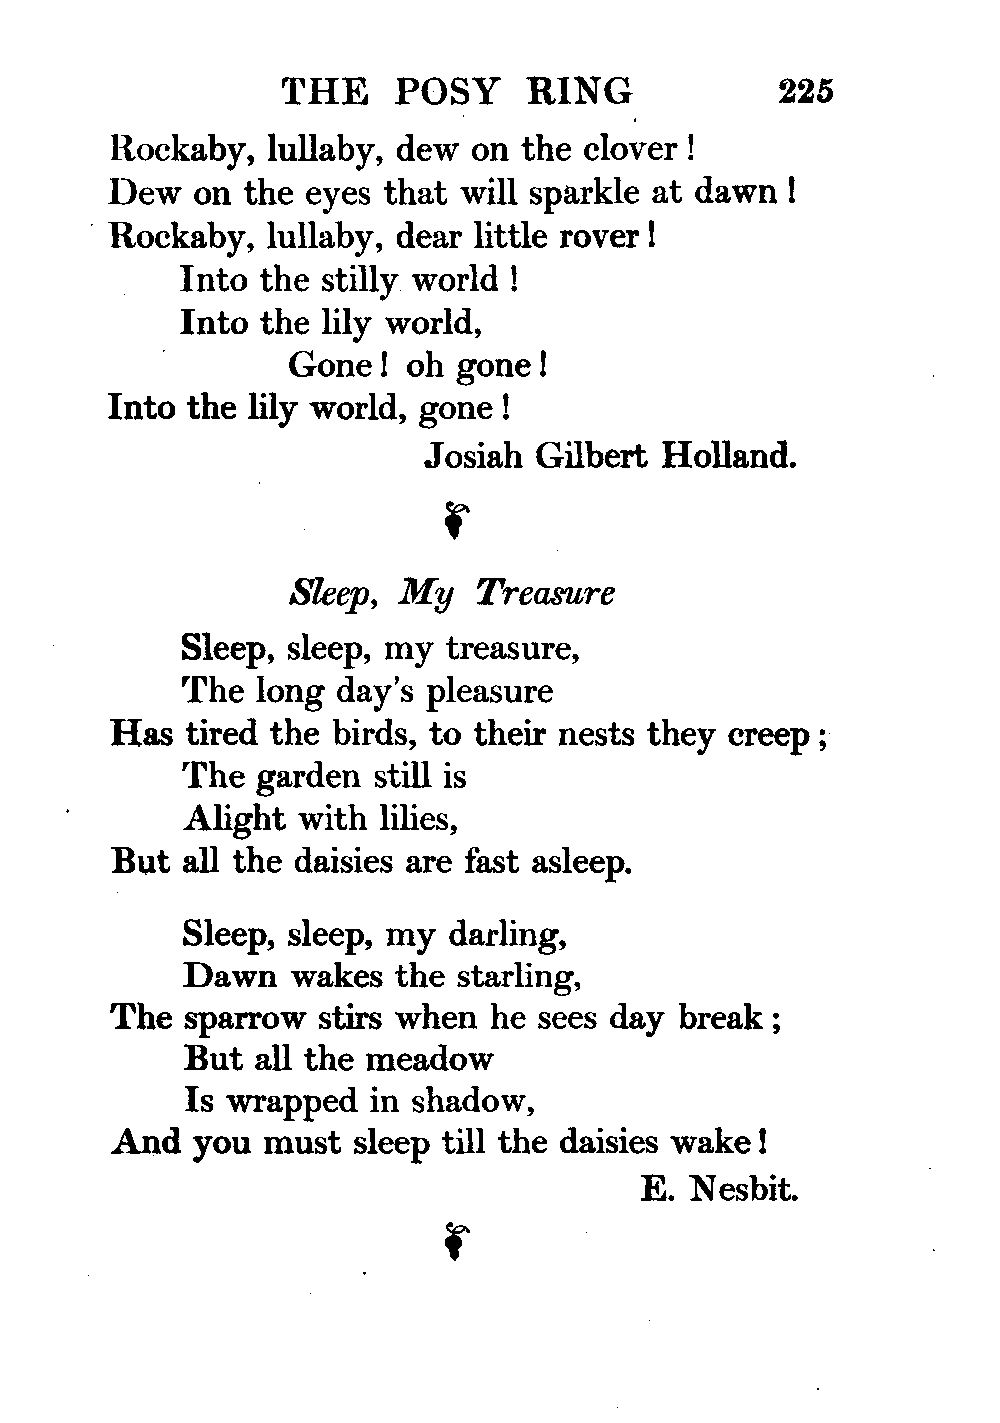 THE POSY RING 225
Rockaby, lullaby, dew on the clover!
Dew on the eyes that will sparkle at dawn!
Rockaby, lullaby, dear little rover!
Into the stilly world!
Into the lily world,
Gone! oh gone!
Into the lily world, gone!
Josiah Gilbert Holland.
Sleep, My Treasure
Sleep, sleep, my treasure,
The long day's pleasure
Has tired the birds, to their nests they creep;
The garden still is
Alight with lilies,
But all the daisies are fast asleep.
Sleep, sleep, my darling,
Dawn wakes the starling,
The sparrow stirs when he sees day break;
But all the meadow
Is wrapped in shadow,
And you must sleep till the daisies wake!
E. Nesbit.